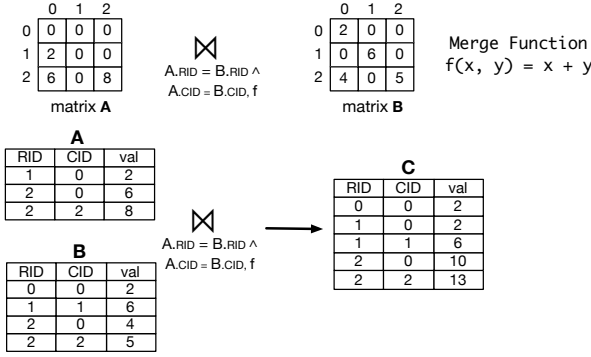 0 1 2
0 0 0 0
1 2 0 0
2 6 0 8
matrix A
⋈
A.RID = B.RID ∧
A.CID = B.CID, f
0 1 2
0 2 0 0
1 0 6 0
2 4 0 5
matrix B
Merge Function
f(x, y) = x + y
A
RID CID val
1 0 2
2 0 6
2 2 8
B
RID CID val
0 0 2
1 1 6
2 0 4
2 2 5
⋈
A.RID = B.RID ∧
A.CID = B.CID, f
C
RID CID val
0 0 2
1 0 2
1 1 6
2 0 10
2 2 13